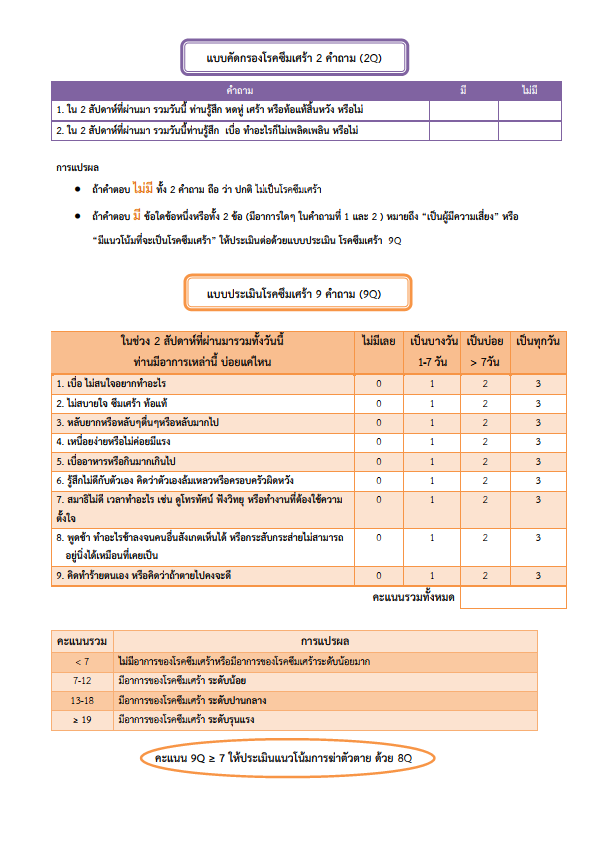 แบบคัดกรองโรคซึมเศร้า 2 คำถาม (2Q)
คำถาม มี ไม่มี
1. ใน 2 สัปดาห์ที่ผ่านมา รวมวันนี้ ท่านรู้สึก หดหู่ เศร้า หรือท้อแท้สิ้นหวัง หรือไม่
2. ใน 2 สัปดาห์ที่ผ่านมา รวมวันนี้ท่านรู้สึก เบื่อ ทำอะไรก็ไม่เพลิดเพลิน หรือไม่
การแปรผล
● ถ้าคำตอบ ไม่มี ทั้ง 2 คำถาม ถือ ว่า ปกติ ไม่เป็นโรคซึมเศร้า
● ถ้าคำตอบ มี ข้อใดข้อหนึ่งหรือทั้ง 2 ข้อ (มีอาการใดๆ ในคำถามที่ 1 และ 2 ) หมายถึง “เป็นผู้มีความเสี่ยง” หรือ
“มีแนวโน้มที่จะเป็นโรคซึมเศร้า” ให้ประเมินต่อด้วยแบบประเมิน โรคซึมเศร้า 9Q
แบบประเมินโรคซึมเศร้า 9 คำถาม (9Q)
ในช่วง 2 สัปดาห์ที่ผ่านมารวมทั้งวันนี้ ไม่มีเลย เป็นบางวัน เป็นบ่อย เป็นทุกวัน
ท่านมีอาการเหล่านี้ บ่อยแค่ไหน 1-7 วัน > 7วัน
1. เบื่อ ไม่สนใจอยากทำอะไร 0 1 2 3
2. ไม่สบายใจ ซึมเศร้า ท้อแท้ 0 1 2 3
3. หลับยากหรือหลับๆตื่นๆหรือหลับมากไป 0 1 2 3
4. เหนื่อยง่ายหรือไม่ค่อยมีแรง 0 1 2 3
5. เบื่ออาหารหรือกินมากเกินไป 0 1 2 3
6. รู้สึกไม่ดีกับตัวเอง คิดว่าตัวเองล้มเหลวหรือครอบครัวผิดหวัง 0 1 2 3
7. สมาธิไม่ดี เวลาทำอะไร เช่น ดูโทรทัศน์ ฟังวิทยุ หรือทำงานที่ต้องใช้ความ 0 1 2 3
ตั้งใจ
8. พูดช้า ทำอะไรช้าลงจนคนอื่นสังเกตเห็นได้ หรือกระสับกระส่ายไม่สามารถ 0 1 2 3
อยู่นิ่งได้เหมือนที่เคยเป็น
9. คิดทำร้ายตนเอง หรือคิดว่าถ้าตายไปคงจะดี 0 1 2 3
คะแนนรวมทั้งหมด
คะแนนรวม การแปรผล
< 7 ไม่มีอาการของโรคซึมเศร้าหรือมีอาการของโรคซึมเศร้าระดับน้อยมาก
7-12 มีอาการของโรคซึมเศร้า ระดับน้อย
13-18 มีอาการของโรคซึมเศร้า ระดับปานกลาง
≥ 19 มีอาการของโรคซึมเศร้า ระดับรุนแรง
คะแนน 9Q ≥ 7 ให้ประเมินแนวโน้มการฆ่าตัวตาย ด้วย 8Q